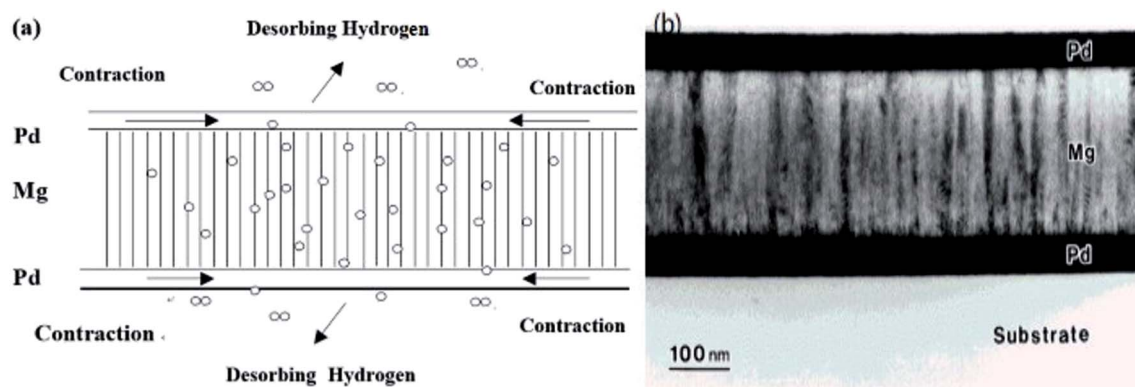 (a)
Desorbing Hydrogen
Contraction
Contraction
Pd
Mg
Pd
Contraction
Contraction
Desorbing Hydrogen
(b)
Pd
Mg
Pd
Substrate
100 nm